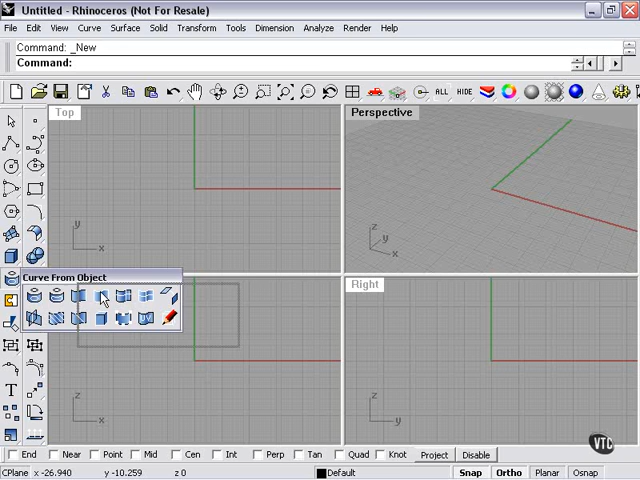 Untitled - Rhinoceros (Not For Resale)
File Edit View Curve Surface Solid Transform Tools Dimension Analyze Render Help
Command: _New
Command:
ALL HIDE
Top
Perspective
y
x
z
y
x
Curve From Object
UV
Right
z
x
z
y
T
VTC
End Near Point Mid Cen Int Perp Tan Quad Knot Project Disable
CPlane x -26.940 y -10.259 z 0 Default Snap Ortho Planar Osnap